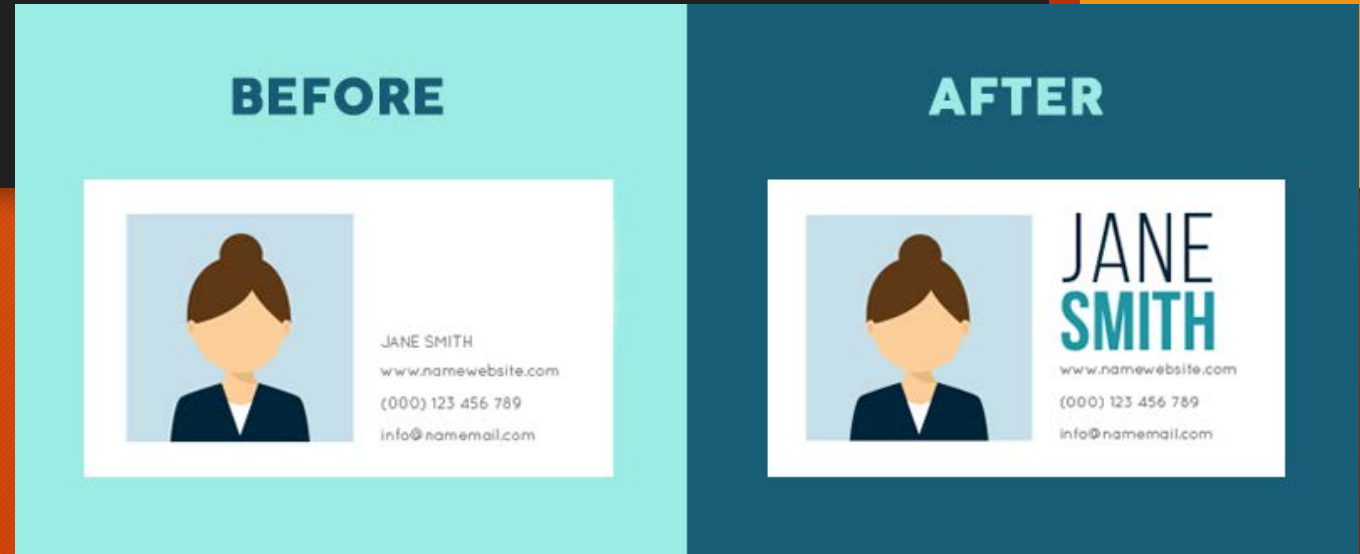 BEFORE
JANE SMITH
www.namewebsite.com
(000) 123 456 789
info@namemail.com
AFTER
JANE
SMITH
www.namewebsite.com
(000) 123 456 789
info@namemail.com